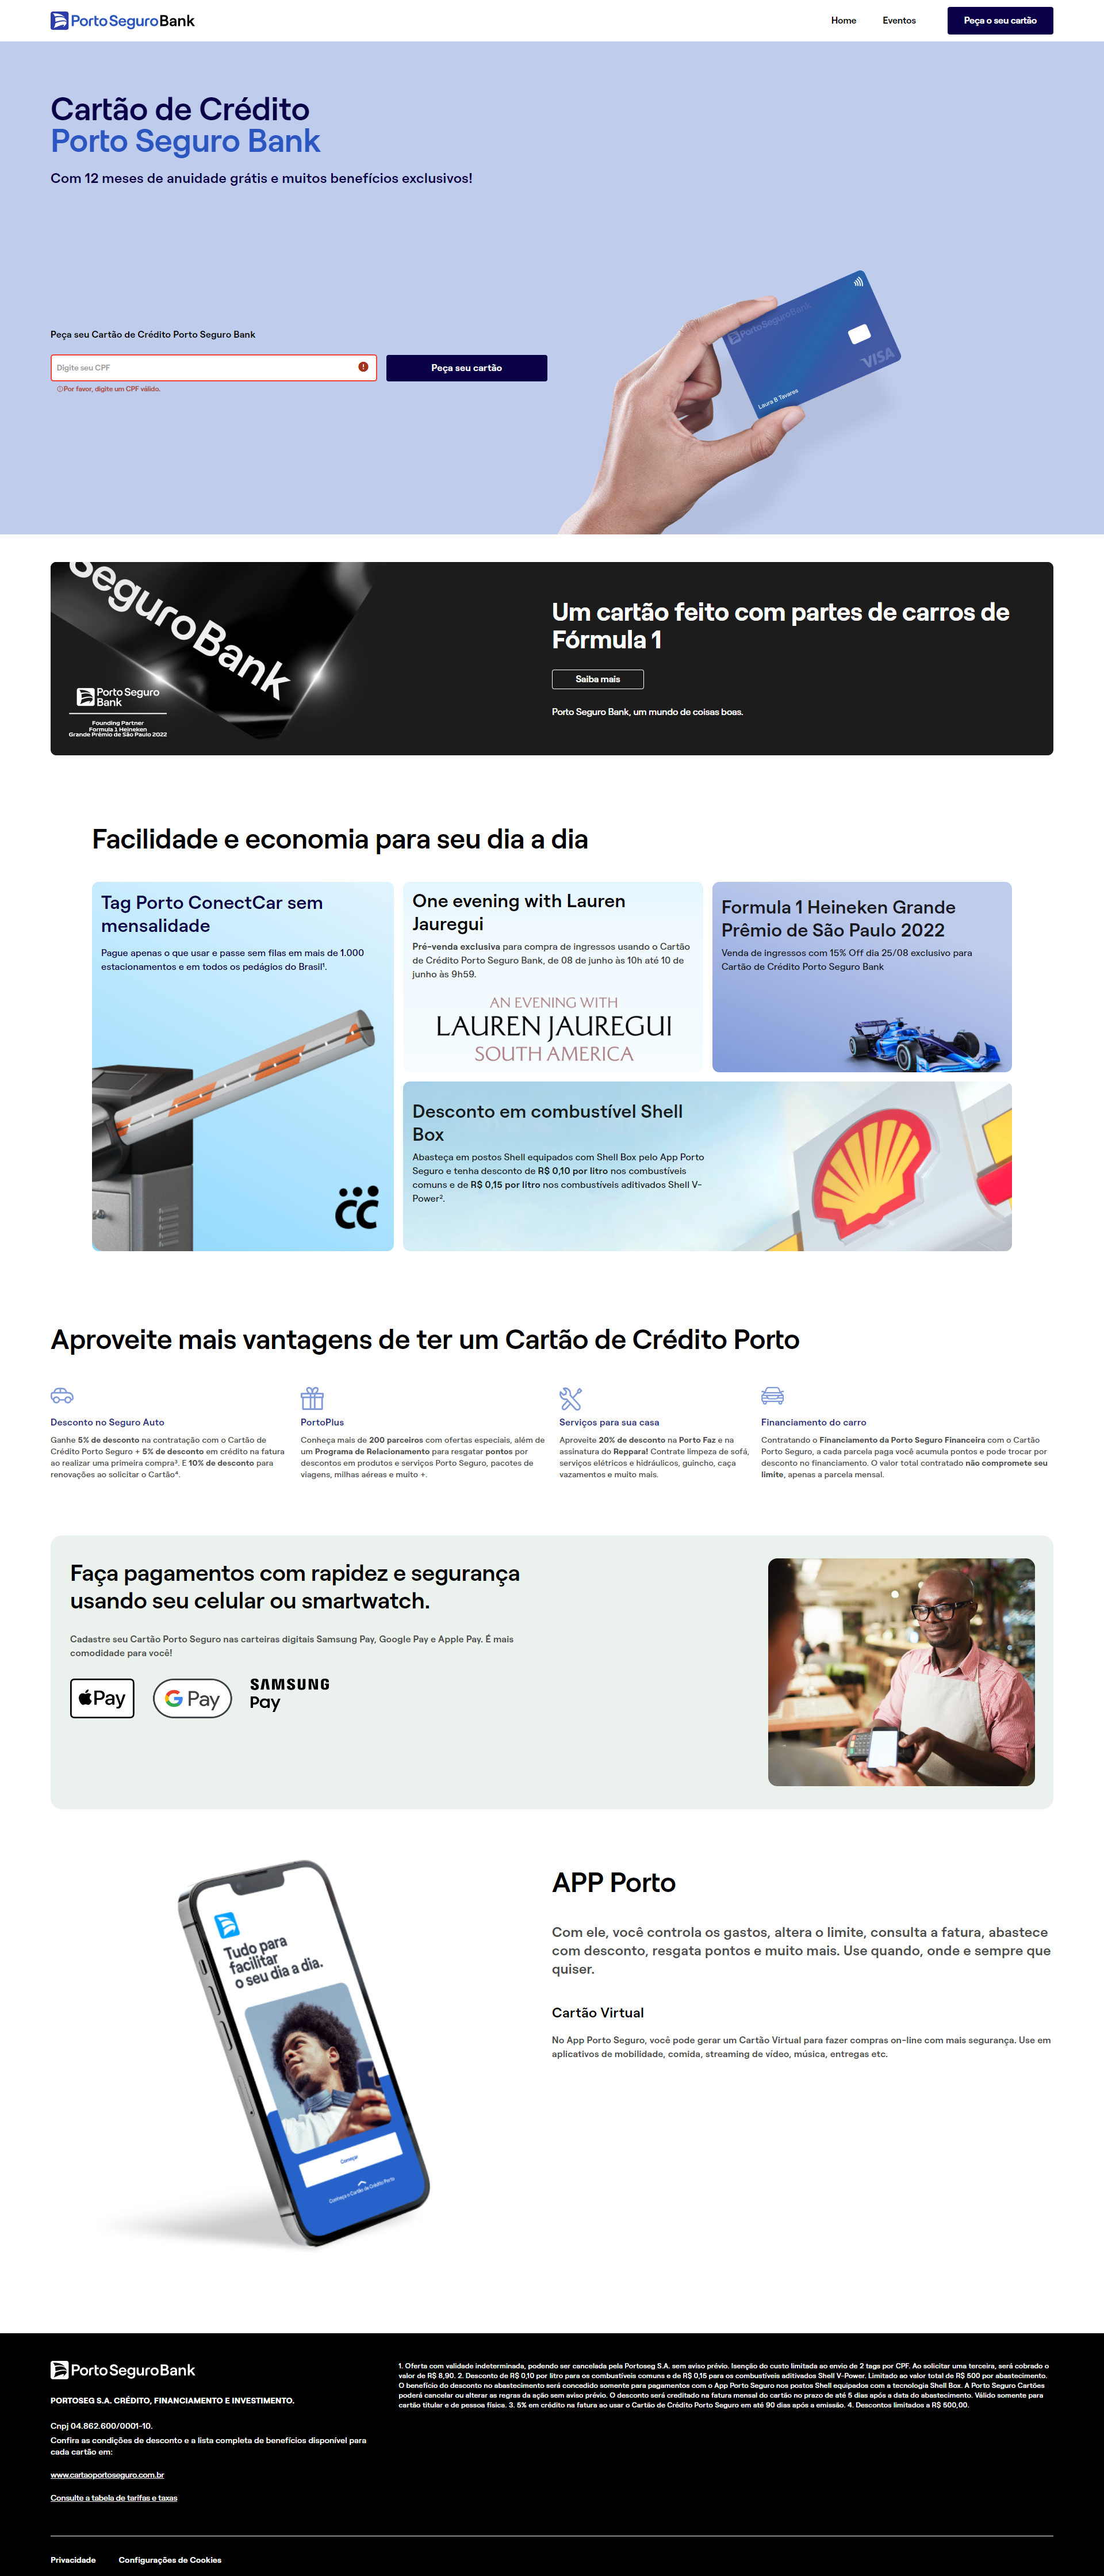 Porto Seguro Bank
Home
Eventos
Peça o seu cartão
Cartão de Crédito
Porto Seguro Bank
Com 12 meses de anuidade grátis e muitos benefícios exclusivos!
Peça seu Cartão de Crédito Porto Seguro Bank
Digite seu CPF
Peça seu cartão
Por favor, digite um CPF válido.
PortoSeguroBank
VISA
Laura B Tavares
SeguroBank
Porto Seguro
Bank
Founding Partner
Formula 1 Heineken
Grande Prêmio de São Paulo 2022
Um cartão feito com partes de carros de
Fórmula 1
Saiba mais
Porto Seguro Bank, um mundo de coisas boas.
Facilidade e economia para seu dia a dia
Tag Porto ConectCar sem
mensalidade
Pague apenas o que usar e passe sem filas em mais de 1.000
estacionamentos e em todos os pedágios do Brasil¹.
cc
One evening with Lauren
Jauregui
Pré-venda exclusiva para compra de ingressos usando o Cartão
de Crédito Porto Seguro Bank, de 08 de junho às 10h até 10 de
junho às 9h59.
AN EVENING WITH
LAUREN JAUREGUI
SOUTH AMERICA
Formula 1 Heineken Grande
Prêmio de São Paulo 2022
Venda de ingressos com 15% Off dia 25/08 exclusivo para
Cartão de Crédito Porto Seguro Bank
Desconto em combustível Shell
Box
Abasteça em postos Shell equipados com Shell Box pelo App Porto
Seguro e tenha desconto de R$ 0,10 por litro nos combustíveis
comuns e de R$ 0,15 por litro nos combustíveis aditivados Shell V-
Power².
Aproveite mais vantagens de ter um Cartão de Crédito Porto
Desconto no Seguro Auto
Ganhe 5% de desconto na contratação com o Cartão de
Crédito Porto Seguro + 5% de desconto em crédito na fatura
ao realizar uma primeira compra³. E 10% de desconto para
renovações ao solicitar o Cartão⁴.
PortoPlus
Conheça mais de 200 parceiros com ofertas especiais, além de
um Programa de Relacionamento para resgatar pontos por
descontos em produtos e serviços Porto Seguro, pacotes de
viagens, milhas aéreas e muito +.
Serviços para sua casa
Aproveite 20% de desconto na Porto Faz e na
assinatura do Reppara! Contrate limpeza de sofá,
serviços elétricos e hidráulicos, guincho, caça
vazamentos e muito mais.
Financiamento do carro
Contratando o Financiamento da Porto Seguro Financeira com o Cartão
Porto Seguro, a cada parcela paga você acumula pontos e pode trocar por
desconto no financiamento. O valor total contratado não compromete seu
limite, apenas a parcela mensal.
Faça pagamentos com rapidez e segurança
usando seu celular ou smartwatch.
Cadastre seu Cartão Porto Seguro nas carteiras digitais Samsung Pay, Google Pay e Apple Pay. É mais
comodidade para você!
Pay
G Pay
SAMSUNG
Pay
Tudo para
facilitar
o seu dia a dia.
Começar
Conheça o Cartão de Crédito Porto
APP Porto
Com ele, você controla os gastos, altera o limite, consulta a fatura, abastece
com desconto, resgata pontos e muito mais. Use quando, onde e sempre que
quiser.
Cartão Virtual
No App Porto Seguro, você pode gerar um Cartão Virtual para fazer compras on-line com mais segurança. Use em
aplicativos de mobilidade, comida, streaming de vídeo, música, entregas etc.
Porto Seguro Bank
PORTOSEG S.A. CRÉDITO, FINANCIAMENTO E INVESTIMENTO.
Cnpj 04.862.600/0001-10.
Confira as condições de desconto e a lista completa de benefícios disponível para
cada cartão em:
www.cartaoportoseguro.com.br
Consulte a tabela de tarifas e taxas
1. Oferta com validade indeterminada, podendo ser cancelada pela Portoseg S.A. sem aviso prévio. Isenção do custo limitada ao envio de 2 tags por CPF. Ao solicitar uma terceira, será cobrado o
valor de R$ 8,90. 2. Desconto de R$ 0,10 por litro para os combustíveis comuns e de R$ 0,15 para os combustíveis aditivados Shell V-Power. Limitado ao valor total de R$ 500 por abastecimento.
O benefício do desconto no abastecimento será concedido somente para pagamentos com o App Porto Seguro nos postos Shell equipados com a tecnologia Shell Box. A Porto Seguro Cartões
poderá cancelar ou alterar as regras da ação sem aviso prévio. O desconto será creditado na fatura mensal do cartão no prazo de até 5 dias após a data do abastecimento. Válido somente para
cartão titular e de pessoa física. 3. 5% em crédito na fatura ao usar o Cartão de Crédito Porto Seguro em até 90 dias após a emissão. 4. Descontos limitados a R$ 500,00.
Privacidade
Configurações de Cookies